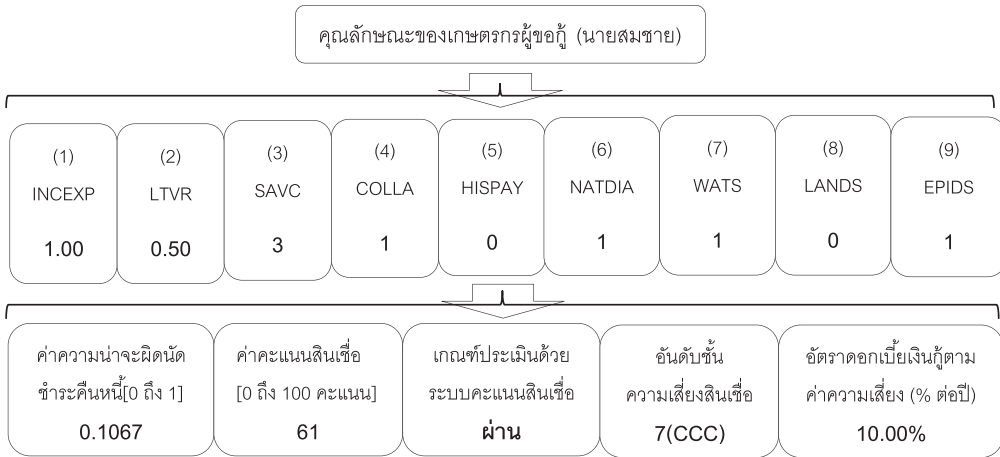 คุณลักษณะของเกษตรกรผู้ขอกู้ (นายสมชาย)
(1) (2) (3) (4) (5) (6) (7) (8) (9)
INCEXP LTVR SAVC COLLA HISPAY NATDIA WATS LANDS EPIDS
1.00 0.50 3 1 0 1 1 0 1
ค่าความน่าจะผิดนัด
ชำระคืนหนี้[0 ถึง 1]
0.1067
ค่าคะแนนสินเชื่อ
[0 ถึง 100 คะแนน]
61
เกณฑ์ประเมินด้วย
ระบบคะแนนสินเชื่อ
ผ่าน
อันดับชั้น
ความเสี่ยงสินเชื่อ
7(CCC)
อัตราดอกเบี้ยเงินกู้ตาม
ค่าความเสี่ยง (% ต่อปี)
10.00%